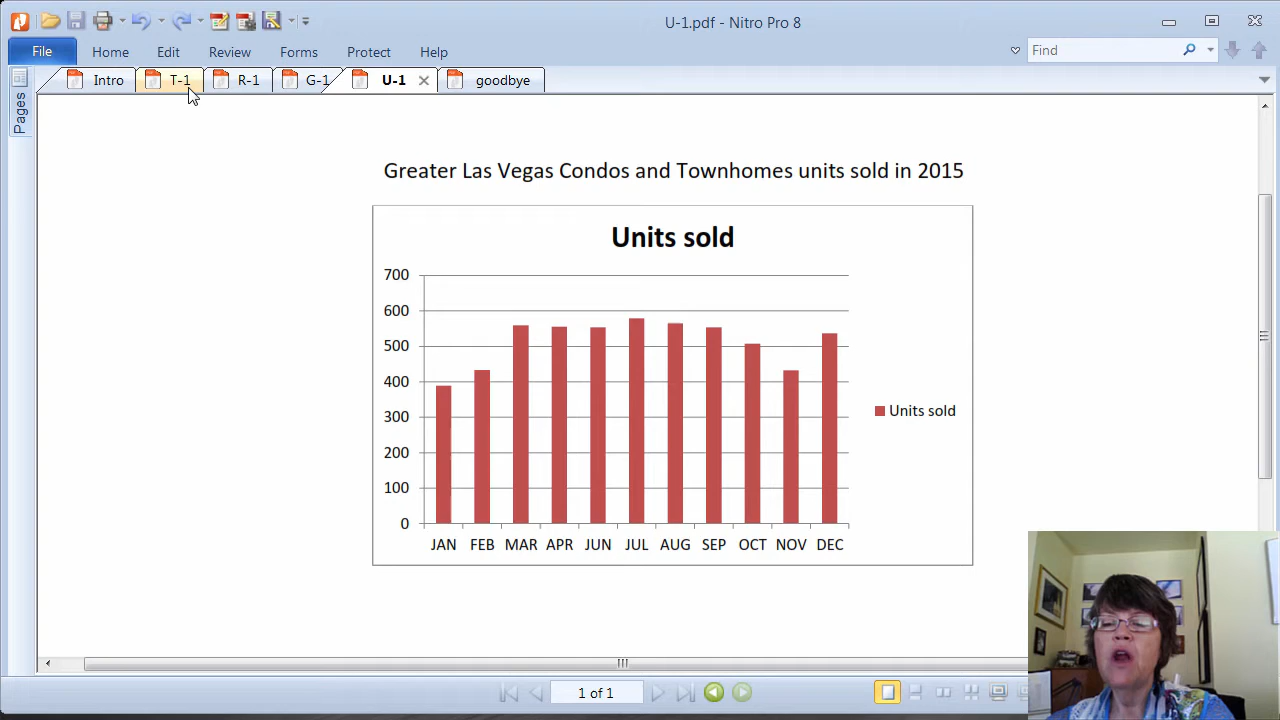 U-1.pdf - Nitro Pro 8
File Home Edit Review Forms Protect Help Find
Intro T-1 R-1 G-1 U-1 goodbye
Pages
Greater Las Vegas Condos and Townhomes units sold in 2015
Units sold
700
600
500
400
300
200
100
0
JAN FEB MAR APR JUN JUL AUG SEP OCT NOV DEC
Units sold
1 of 1